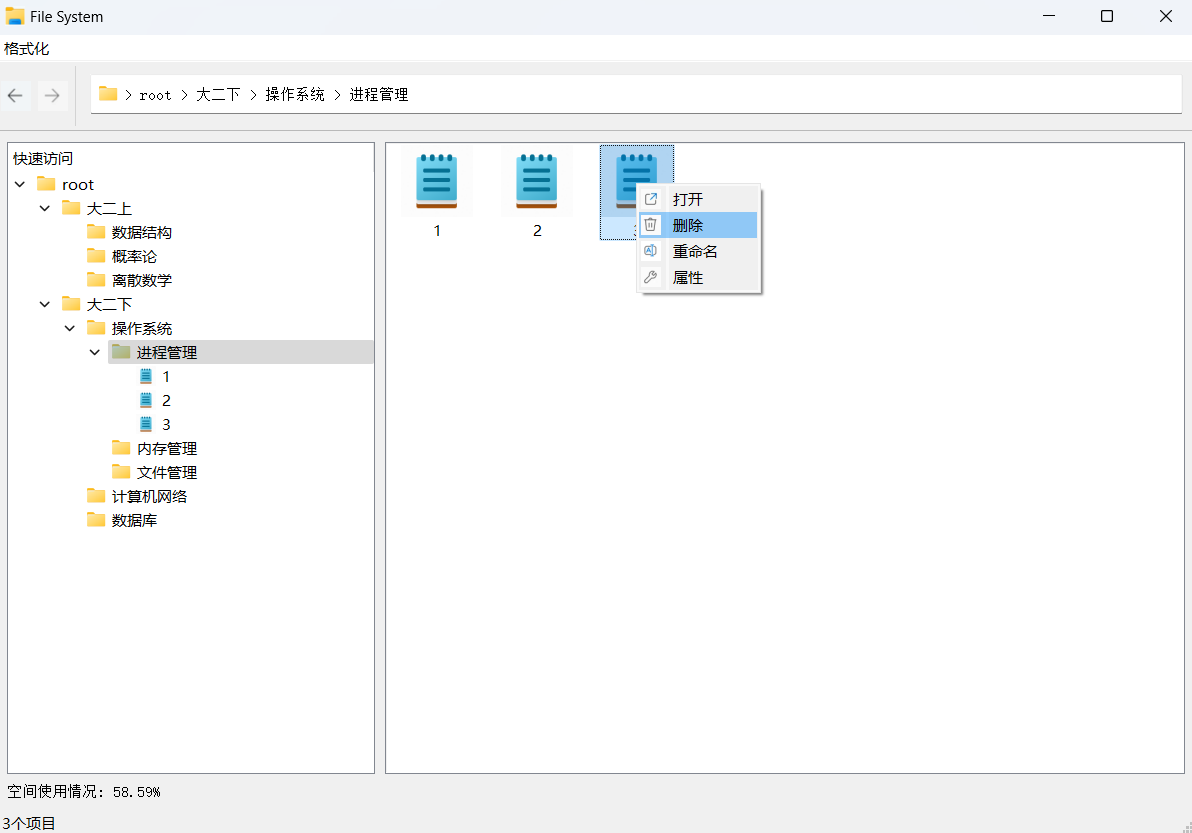 File System
格式化
root
大二下
操作系统
进程管理
快速访问
root
大二上
数据结构
概率论
离散数学
大二下
操作系统
进程管理
1
2
3
内存管理
文件管理
计算机网络
数据库
1
2
打开
删除
重命名
属性
空间使用情况: 58.59%
3个项目